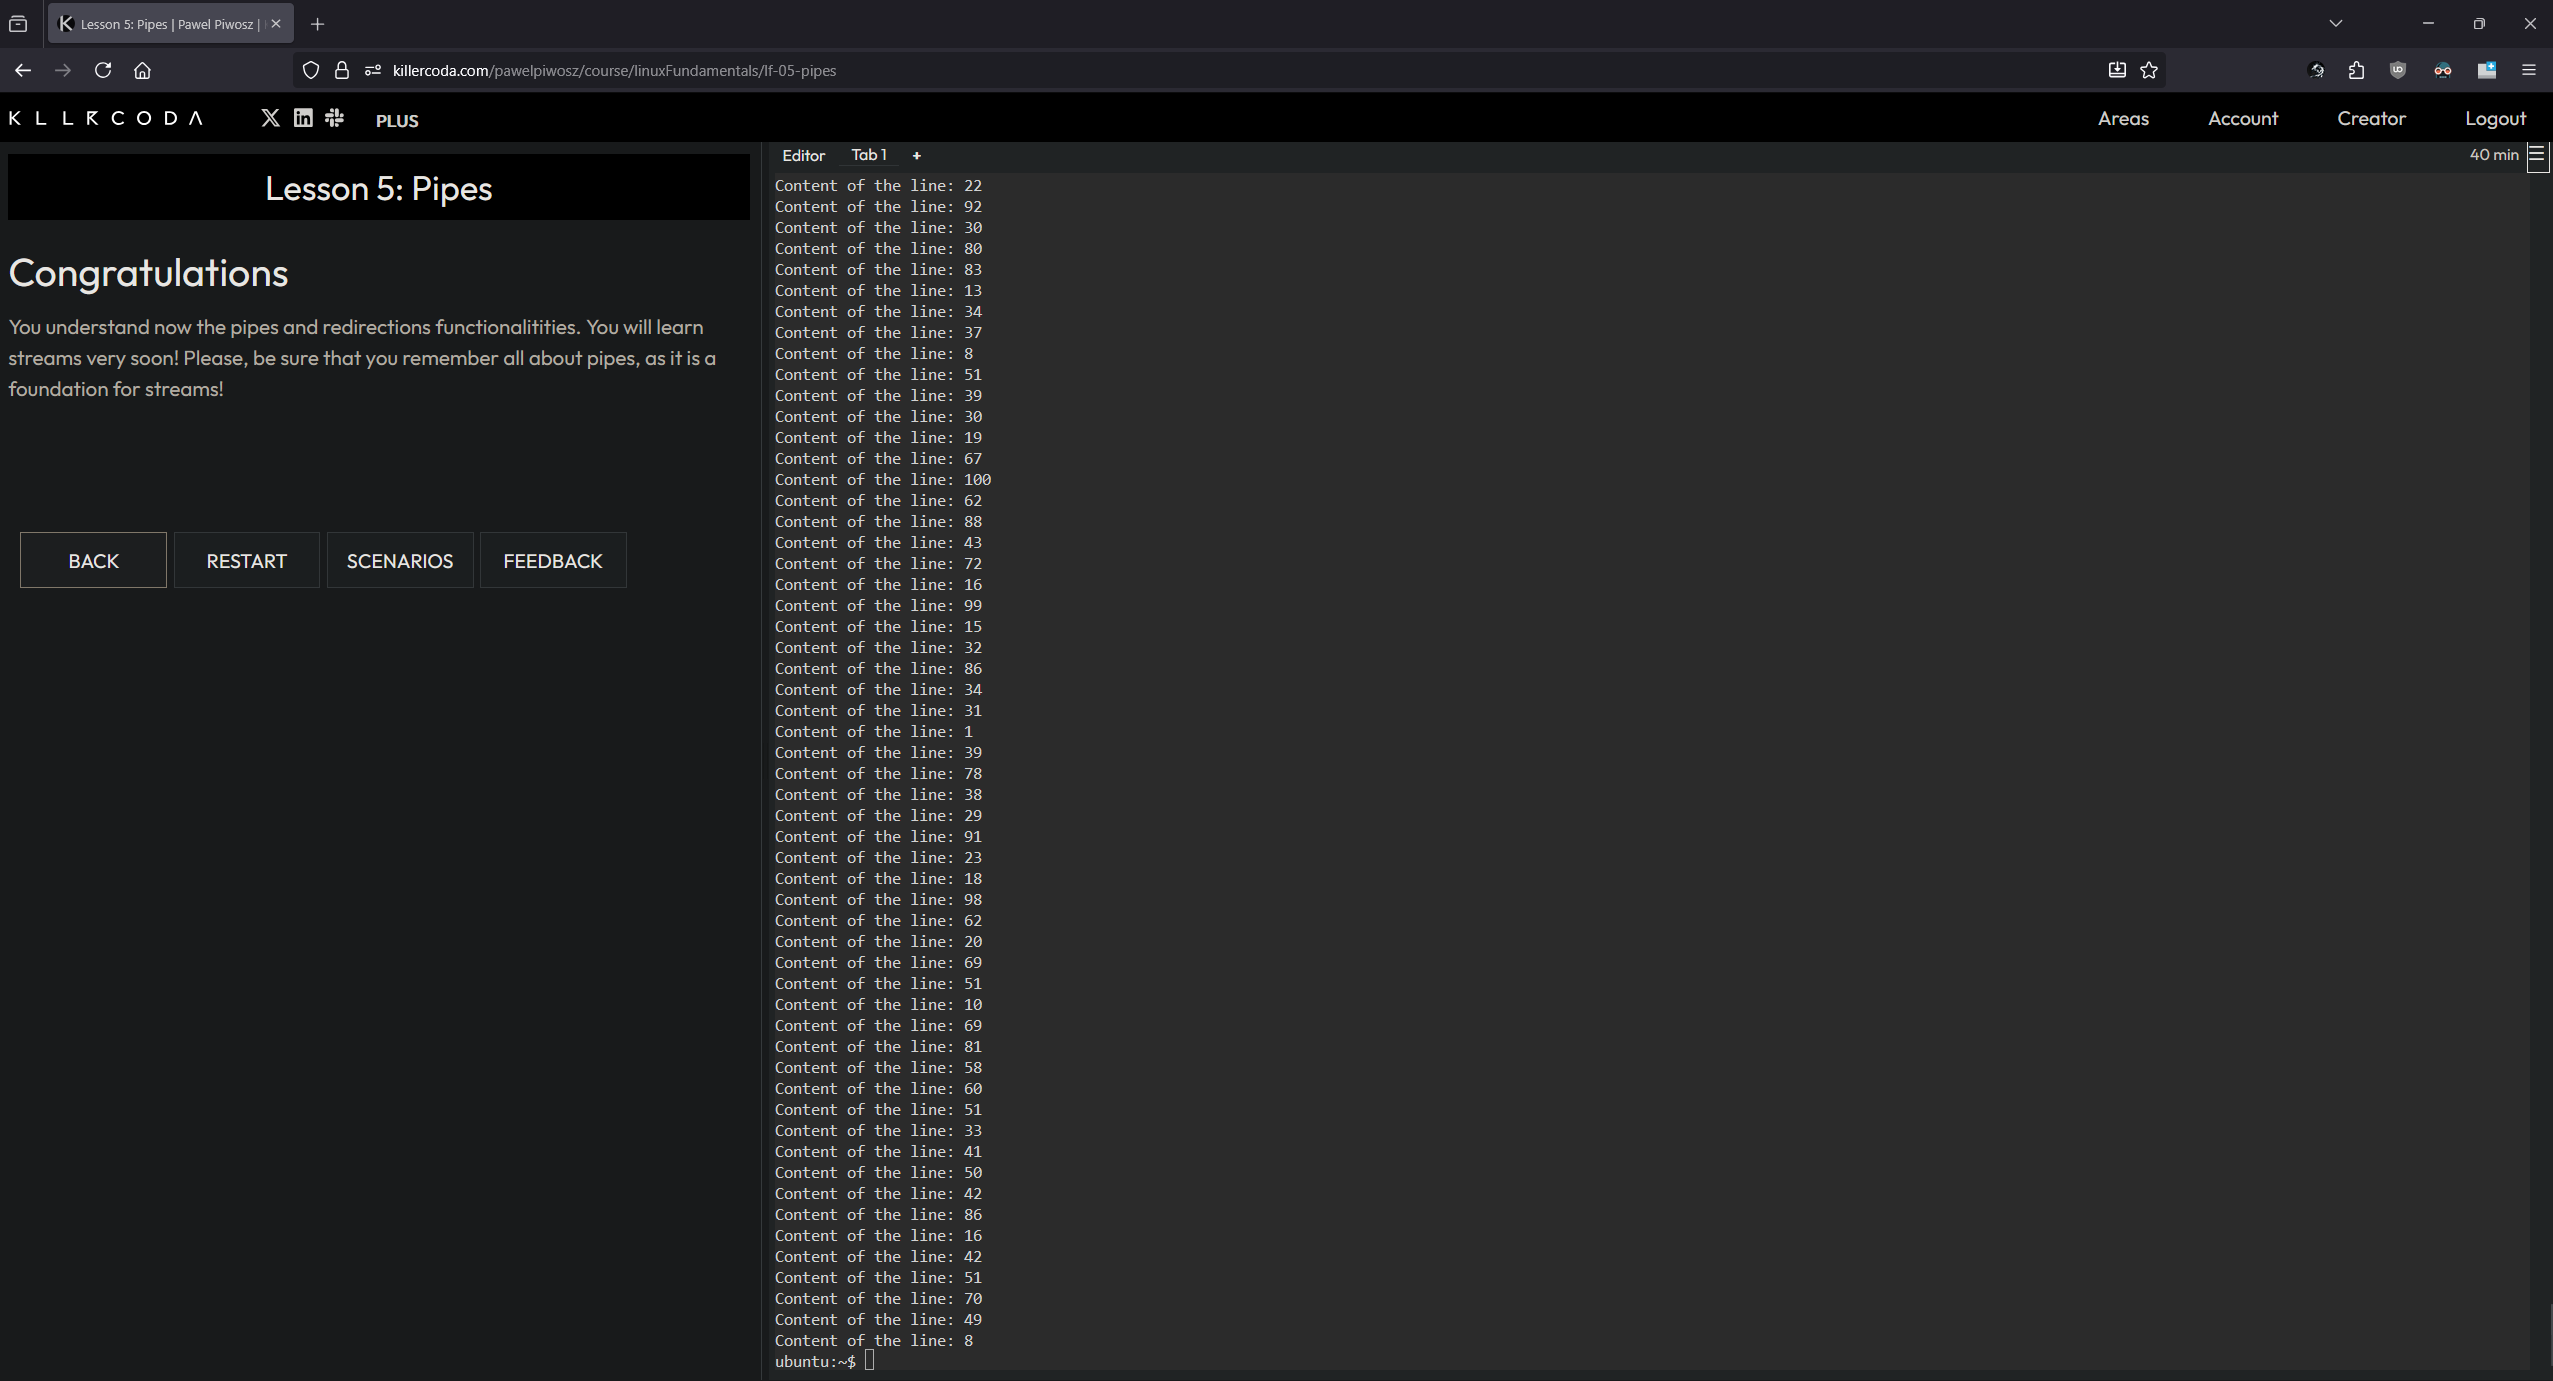 Lesson 5: Pipes | Pawel Piwosz |
killercoda.com/pawelpiwosz/course/linuxFundamentals/lf-05-pipes
KLLRCODA PLUS Areas Account Creator Logout
Lesson 5: Pipes
Congratulations
You understand now the pipes and redirections functionalitities. You will learn
streams very soon! Please, be sure that you remember all about pipes, as it is a
foundation for streams!
BACK RESTART SCENARIOS FEEDBACK
Editor Tab 1 + 40 min
Content of the line: 22
Content of the line: 92
Content of the line: 30
Content of the line: 80
Content of the line: 83
Content of the line: 13
Content of the line: 34
Content of the line: 37
Content of the line: 8
Content of the line: 51
Content of the line: 39
Content of the line: 30
Content of the line: 19
Content of the line: 67
Content of the line: 100
Content of the line: 62
Content of the line: 88
Content of the line: 43
Content of the line: 72
Content of the line: 16
Content of the line: 99
Content of the line: 15
Content of the line: 32
Content of the line: 86
Content of the line: 34
Content of the line: 31
Content of the line: 1
Content of the line: 39
Content of the line: 78
Content of the line: 38
Content of the line: 29
Content of the line: 91
Content of the line: 23
Content of the line: 18
Content of the line: 98
Content of the line: 62
Content of the line: 20
Content of the line: 69
Content of the line: 51
Content of the line: 10
Content of the line: 69
Content of the line: 81
Content of the line: 58
Content of the line: 60
Content of the line: 51
Content of the line: 33
Content of the line: 41
Content of the line: 50
Content of the line: 42
Content of the line: 86
Content of the line: 16
Content of the line: 42
Content of the line: 51
Content of the line: 70
Content of the line: 49
Content of the line: 8
ubuntu:~$